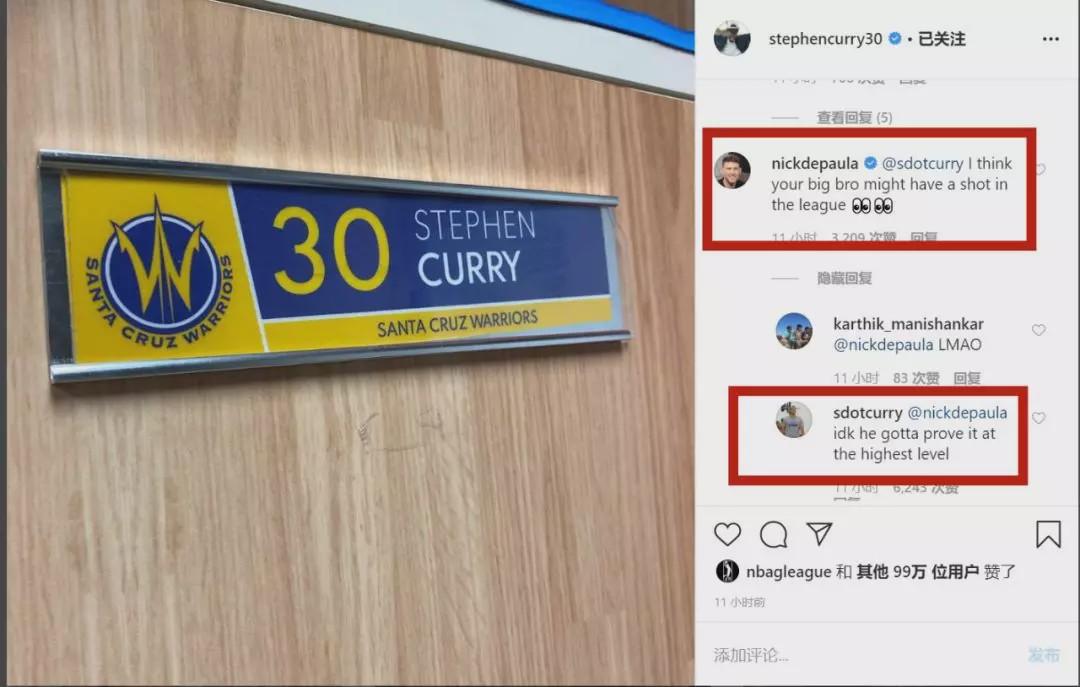 30
STEPHEN
CURRY
SANTA CRUZ WARRIORS
SANTA CRUZ WARRIORS
stephencurry30 • 已关注
查看回复 (5)
nickdepaula @sdotcurry I think
your big bro might have a shot in
the league 👀👀
11 小时 3,209 次赞 回复
隐藏回复
karthik_manishankar
@nickdepaula LMAO
11 小时 83 次赞 回复
sdotcurry @nickdepaula
idk he gotta prove it at
the highest level
11 小时 6,243 次赞
回复
nbagleague 和 其他 99万 位用户 赞了
11 小时前
添加评论...
发布